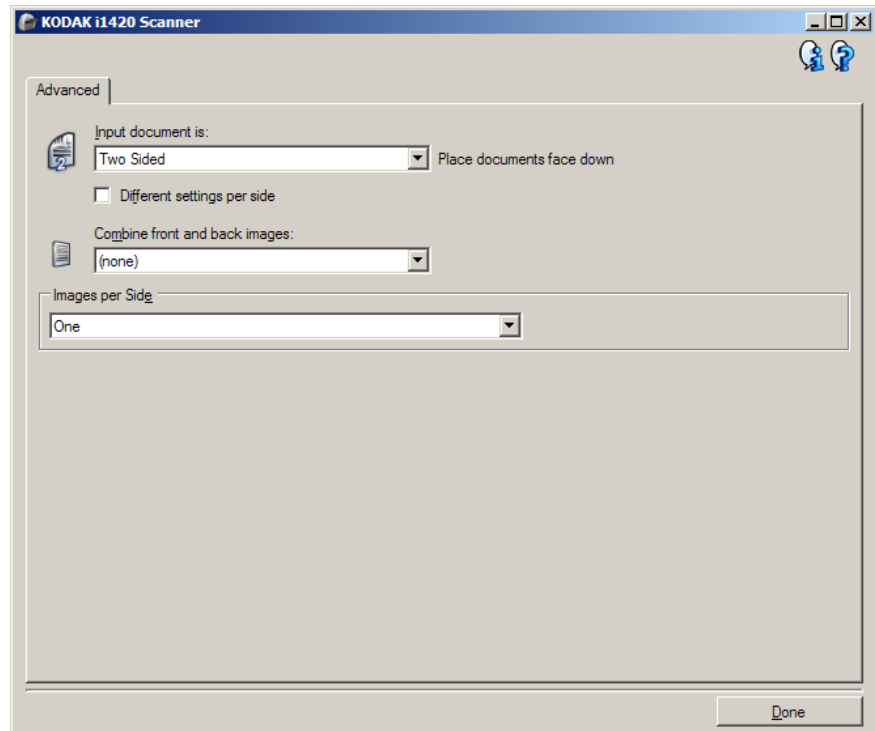 KODAK i1420 Scanner
Advanced
Input document is:
Two Sided
Place documents face down
Different settings per side
Combine front and back images:
(none)
Images per Side
One
Done